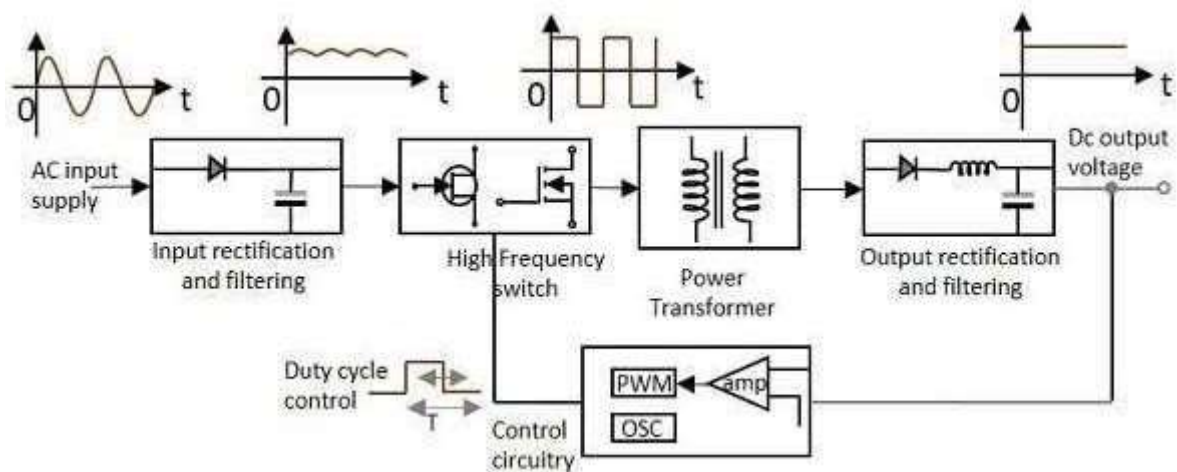 0
t
0
t
0
t
0
t
AC input
supply
Input rectification
and filtering
High Frequency
switch
Power
Transformer
Output rectification
and filtering
Dc output
voltage
Duty cycle
control
T
Control
circuitry
PWM
amp
OSC